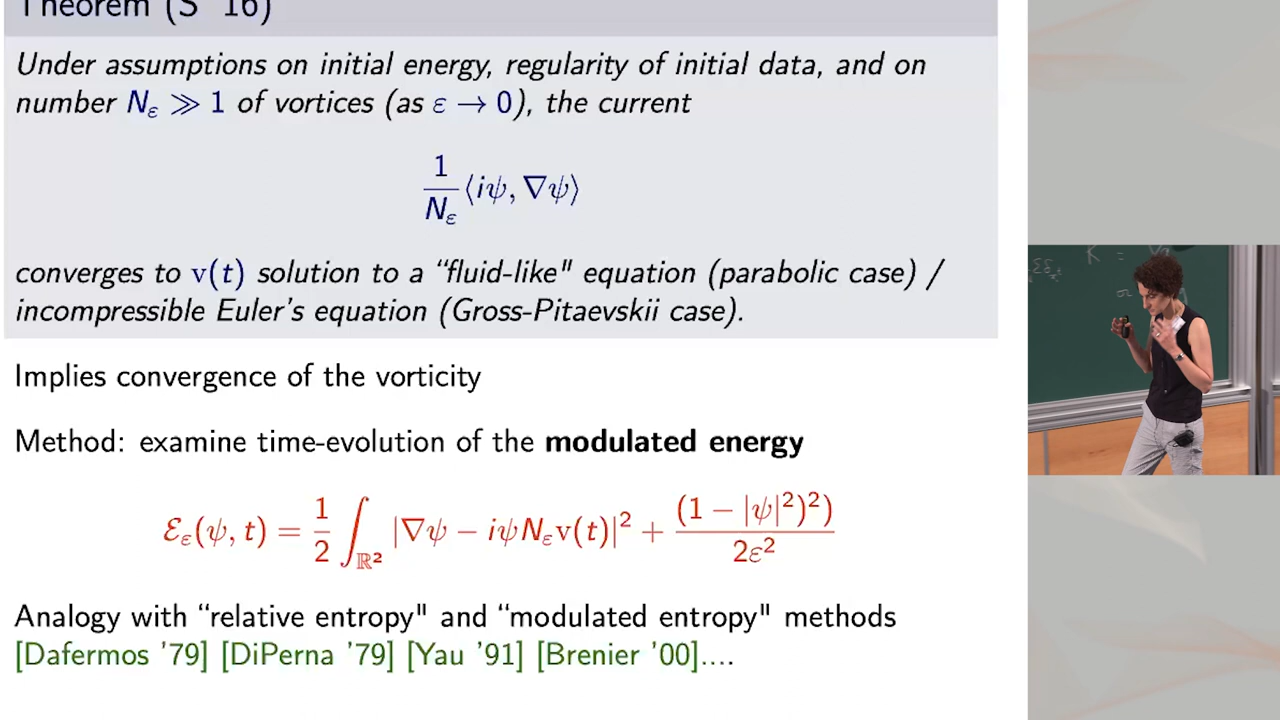 Theorem (S '16)
Under assumptions on initial energy, regularity of initial data, and on
number N_ε ≫ 1 of vortices (as ε → 0), the current
1/N_ε ⟨iψ, ∇ψ⟩
converges to v(t) solution to a “fluid-like" equation (parabolic case) /
incompressible Euler's equation (Gross-Pitaevskii case).
Implies convergence of the vorticity
Method: examine time-evolution of the modulated energy
ℰ_ε(ψ, t) = 1/2 ∫_ℝ² |∇ψ − iψN_εv(t)|² + (1 − |ψ|²)²)/2ε²
Analogy with “relative entropy" and “modulated entropy" methods
[Dafermos '79] [DiPerna '79] [Yau '91] [Brenier '00]....